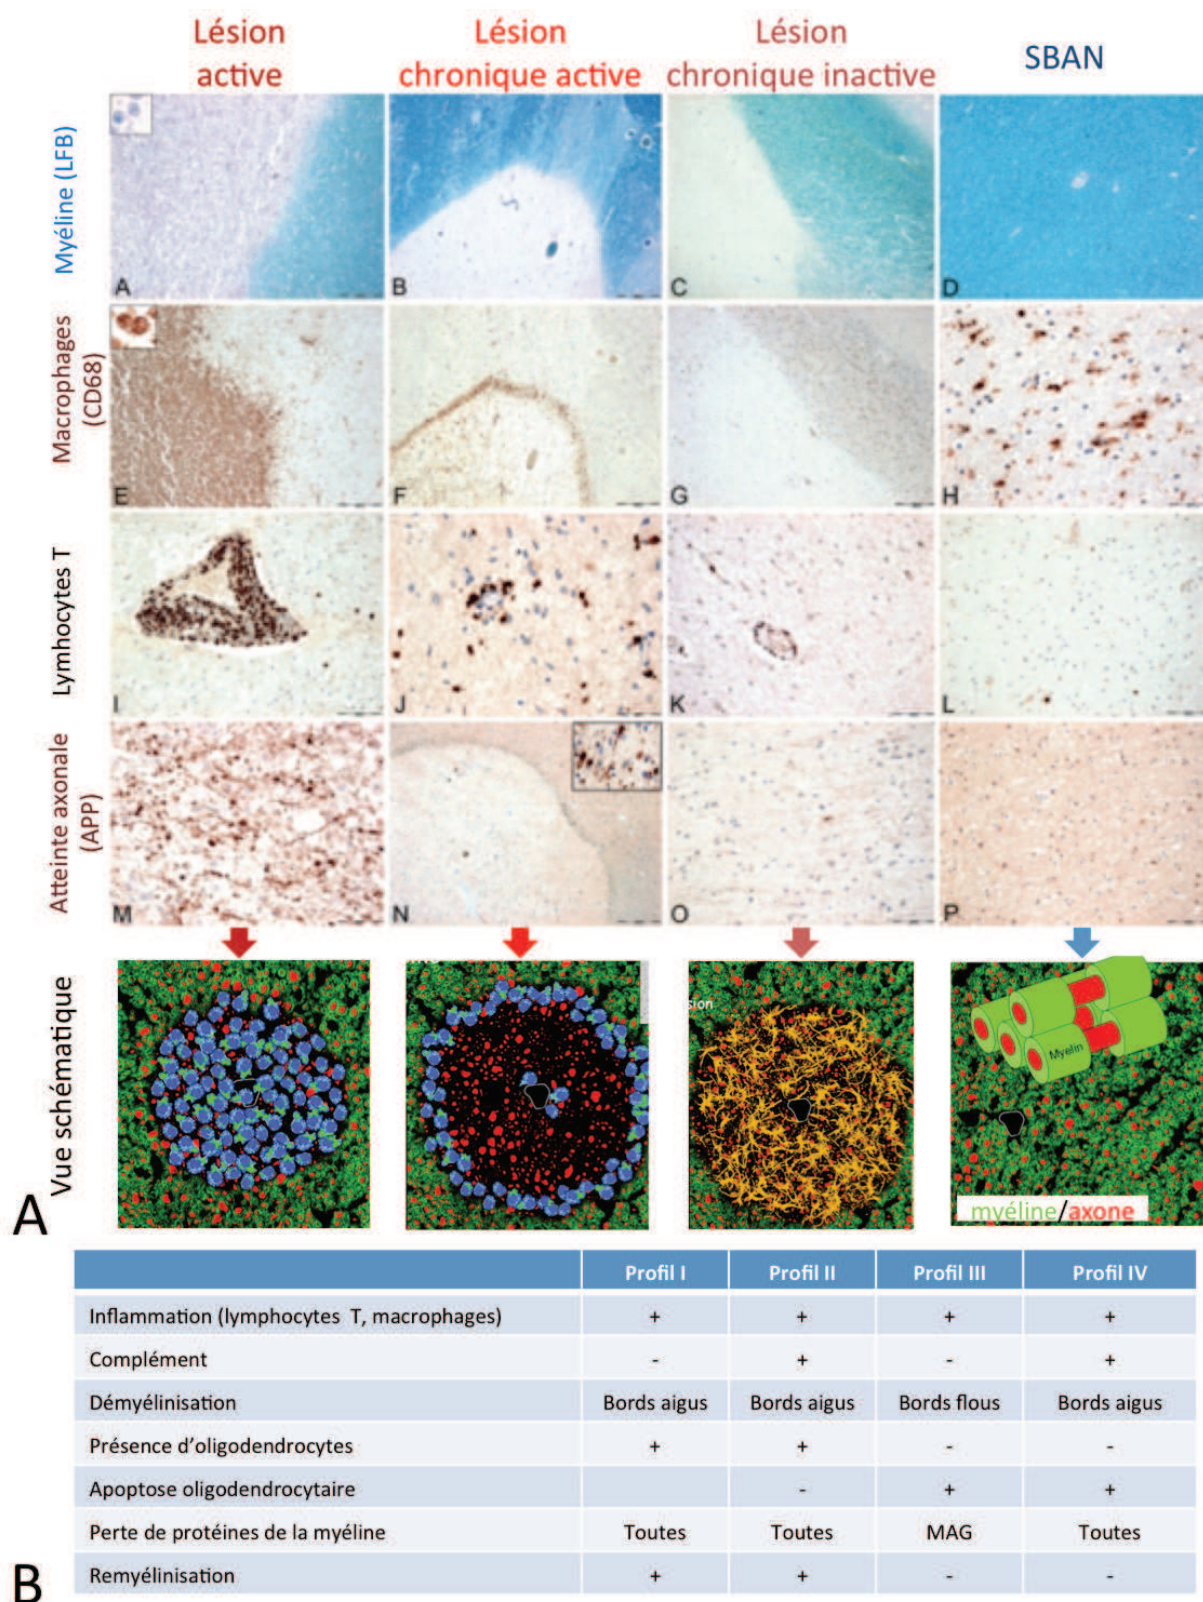 Lésion
active
Lésion
chronique active
Lésion
chronique inactive
SBAN
Myéline (LFB)
A
B
C
D
Macrophages
(CD68)
E
F
G
H
Lymhocytes T
I
J
K
L
Atteinte axonale
(APP)
M
N
O
P
Vue schématique
sion
Myelin
myéline/axone
A
Profil I Profil II Profil III Profil IV
Inflammation (lymphocytes T, macrophages) + + + +
Complément - + - +
Démyélinisation Bords aigus Bords aigus Bords flous Bords aigus
Présence d'oligodendrocytes + + - -
Apoptose oligodendrocytaire - + +
Perte de protéines de la myéline Toutes Toutes MAG Toutes
Remyélinisation + + - -
B